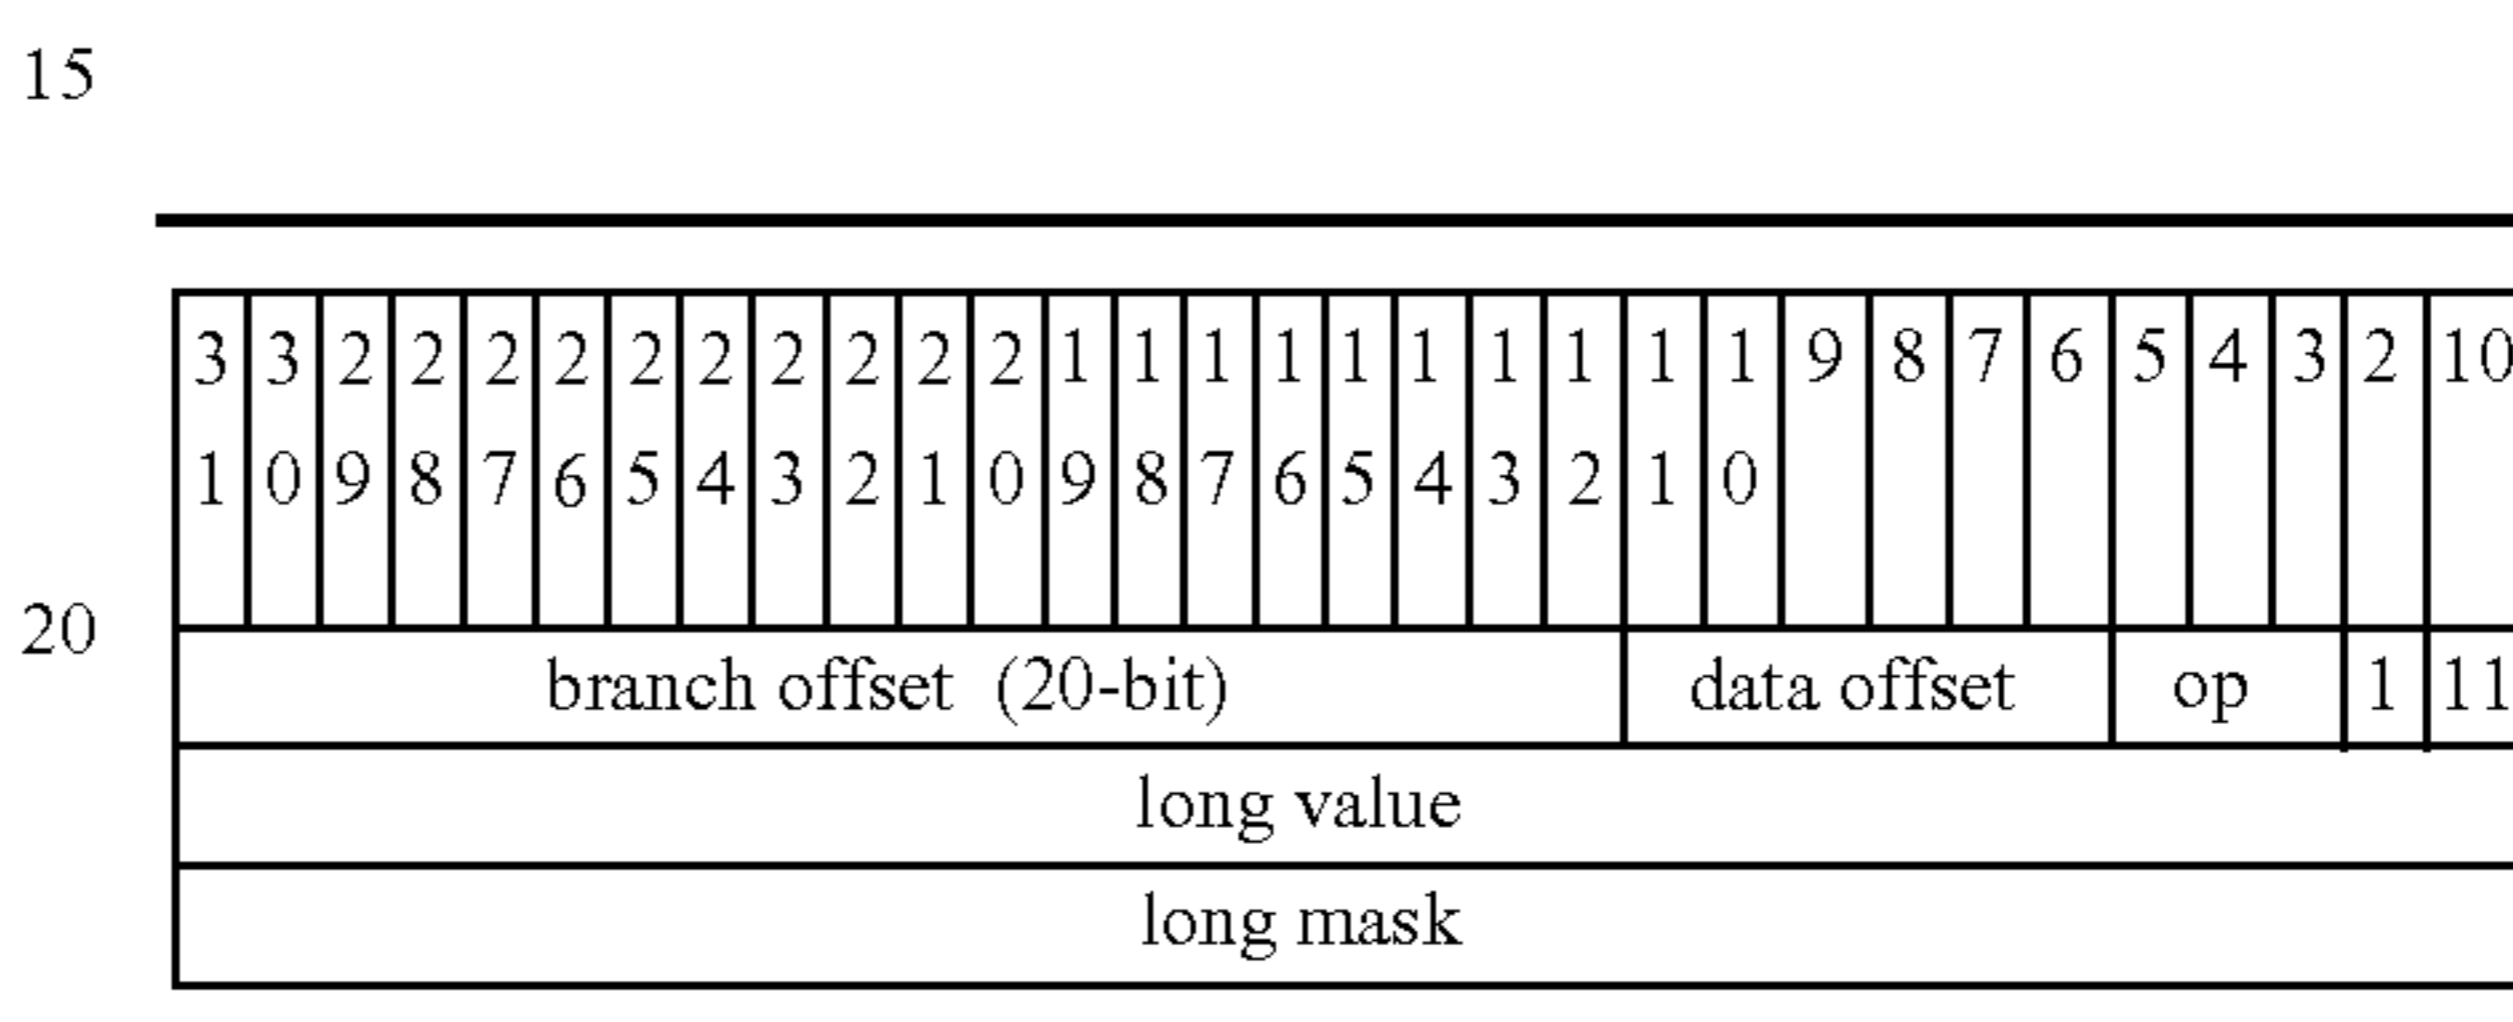 15
3 3 2 2 2 2 2 2 2 2 2 2 1 1 1 1 1 1 1 1 1 1 9 8 7 6 5 4 3 2 10
1 0 9 8 7 6 5 4 3 2 1 0 9 8 7 6 5 4 3 2 1 0
20
branch offset (20-bit) data offset op 1 11
long value
long mask